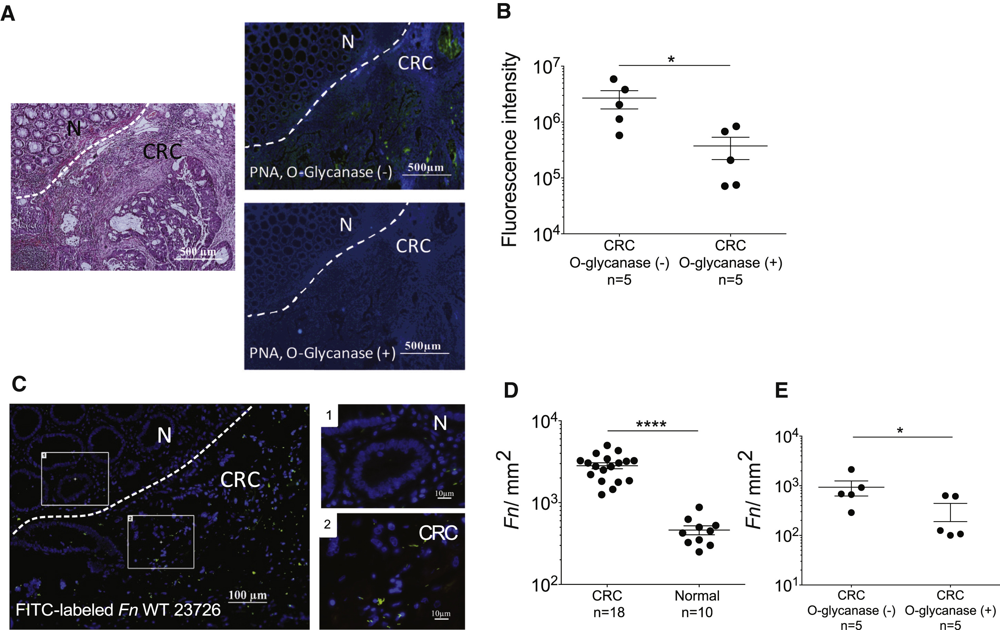 A
N
CRC
500 µm
N
CRC
PNA, O-Glycanase (-)
500µm
N
CRC
PNA, O-Glycanase (+)
500µm
B
Fluorescence intensity
10⁷
10⁶
10⁵
10⁴
*
CRC
O-glycanase (-)
n=5
CRC
O-glycanase (+)
n=5
C
N
CRC
1
2
100 µm
FITC-labeled Fn WT 23726
1
N
10µm
2
CRC
10µm
D
Fn/ mm²
10⁴
10³
10²
****
CRC
n=18
Normal
n=10
E
Fn/ mm²
10⁴
10³
10²
10¹
*
CRC
O-glycanase (-)
n=5
CRC
O-glycanase (+)
n=5